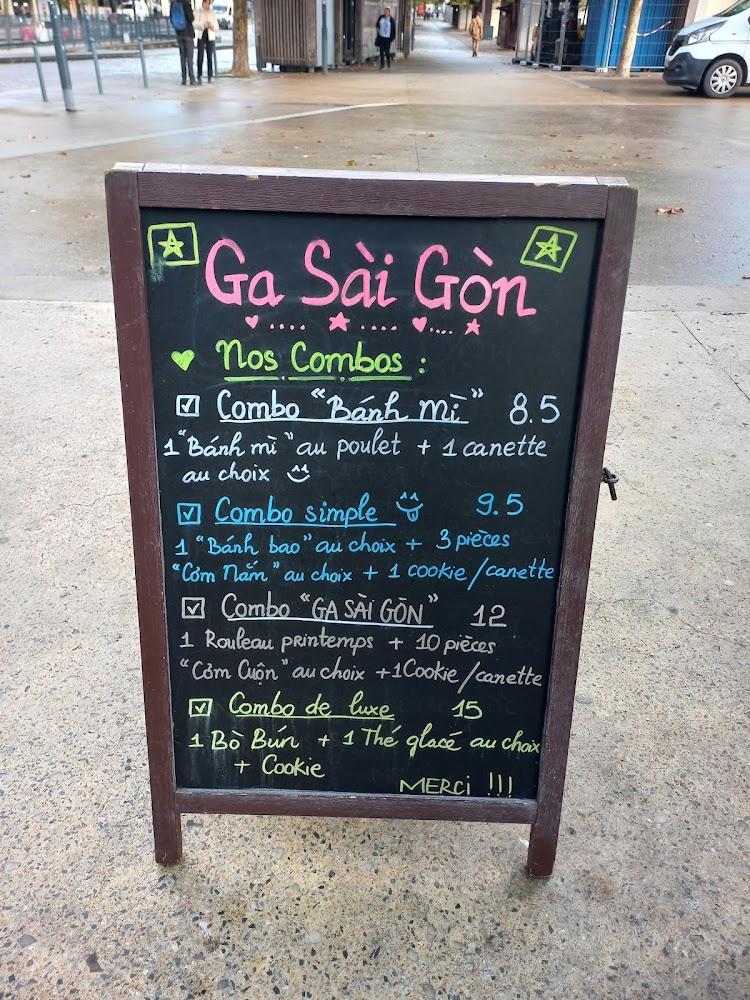 Ga Sài Gòn
Nos Combos :
Combo "Bánh mì" 8.5
1 "Bánh mì" au poulet + 1 canette
au choix
Combo simple 9.5
1 "Bánh bao" au choix + 3 pièces
"Cơm Nắm" au choix + 1 cookie/canette
Combo "GA SÀI GÒN" 12
1 Rouleau printemps + 10 pièces
"Cơm Cuộn" au choix +1Cookie/canette
Combo de luxe 15
1 Bò Bún + 1 Thé glacé au choix
+ Cookie
MERCi !!!